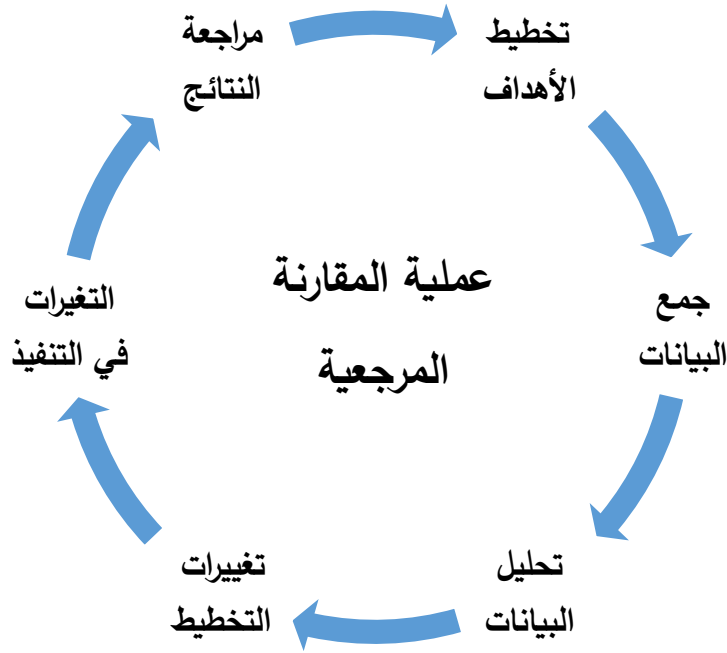 عملية المقارنة
المرجعية
تخطيط
الأهداف
جمع
البيانات
تحليل
البيانات
تغييرات
التخطيط
التغيرات
في التنفيذ
مراجعة
النتائج